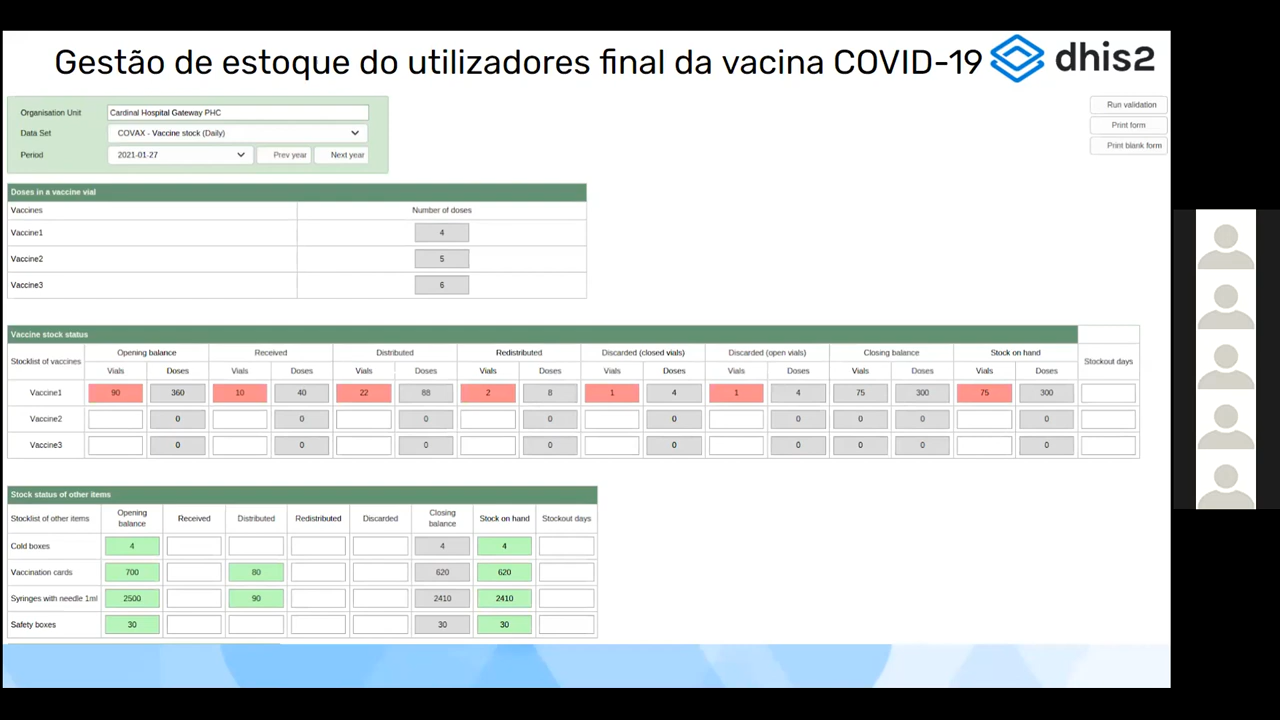 Gestão de estoque do utilizadores final da vacina COVID-19 dhis2
Organisation Unit Cardinal Hospital Gateway PHC
Data Set COVAX - Vaccine stock (Daily)
Period 2021-01-27 Prev year Next year
Run validation
Print form
Print blank form
Doses in a vaccine vial
Vaccines Number of doses
Vaccine1 4
Vaccine2 5
Vaccine3 6
Vaccine stock status
Stocklist of vaccines Opening balance Received Distributed Redistributed Discarded (closed vials) Discarded (open vials) Closing balance Stock on hand Stockout days
Vials Doses Vials Doses Vials Doses Vials Doses Vials Doses Vials Doses Vials Doses Vials Doses
Vaccine1 90 360 10 40 22 88 2 8 1 4 1 4 75 300 75 300
Vaccine2 0 0 0 0 0 0 0 0 0
Vaccine3 0 0 0 0 0 0 0 0 0
Stock status of other items
Stocklist of other items Opening balance Received Distributed Redistributed Discarded Closing balance Stock on hand Stockout days
Cold boxes 4 4 4
Vaccination cards 700 80 620 620
Syringes with needle 1ml 2500 90 2410 2410
Safety boxes 30 30 30